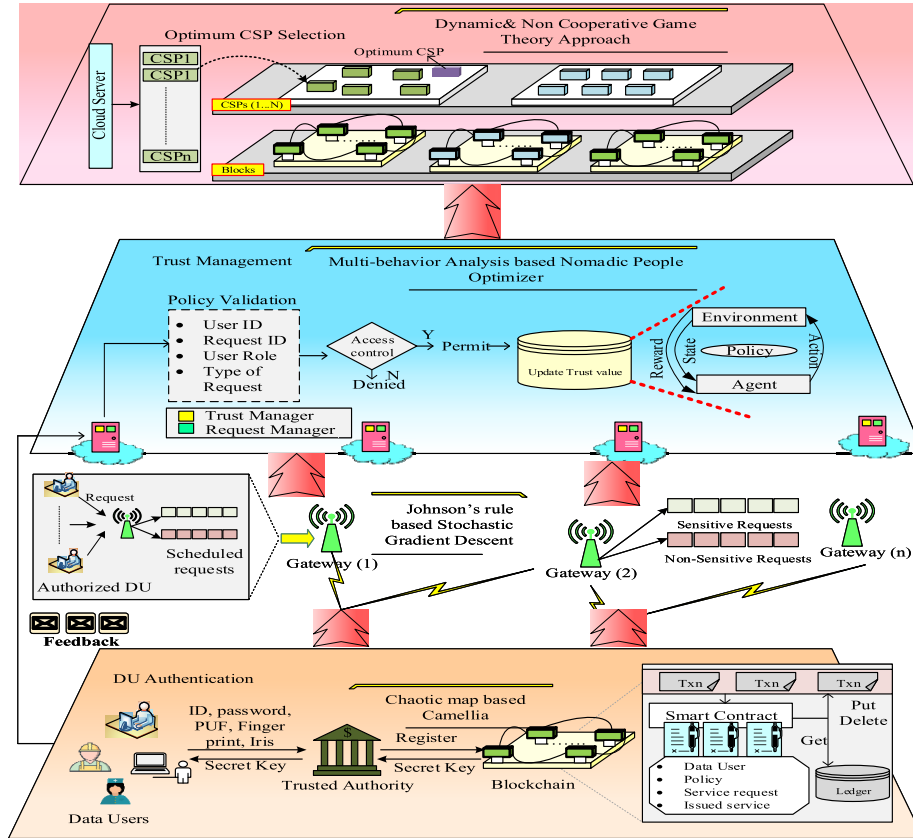 Dynamic& Non Cooperative Game
Theory Approach
Optimum CSP Selection
Optimum CSP
Cloud Server
CSP1
CSP1
CSPn
CSPs (1...N)
Blocks
Trust Management
Multi-behavior Analysis based Nomadic People
Optimizer
Policy Validation
• User ID
• Request ID
• User Role
• Type of
Request
Access
control
Y
Permit
N
Denied
Update Trust value
Environment
Reward
State
Policy
Action
Agent
Trust Manager
Request Manager
Request
Scheduled
requests
Authorized DU
Gateway (1)
Johnson's rule
based Stochastic
Gradient Descent
Gateway (2)
Sensitive Requests
Non-Sensitive Requests
Gateway (n)
Feedback
DU Authentication
ID, password,
PUF, Finger
print, Iris
Secret Key
Data Users
$
Trusted Authority
Chaotic map based
Camellia
Register
Secret Key
Blockchain
Txn
Txn
Txn
Smart Contract
Put
Delete
Get
• Data User
• Policy
• Service request
• Issued service
Ledger